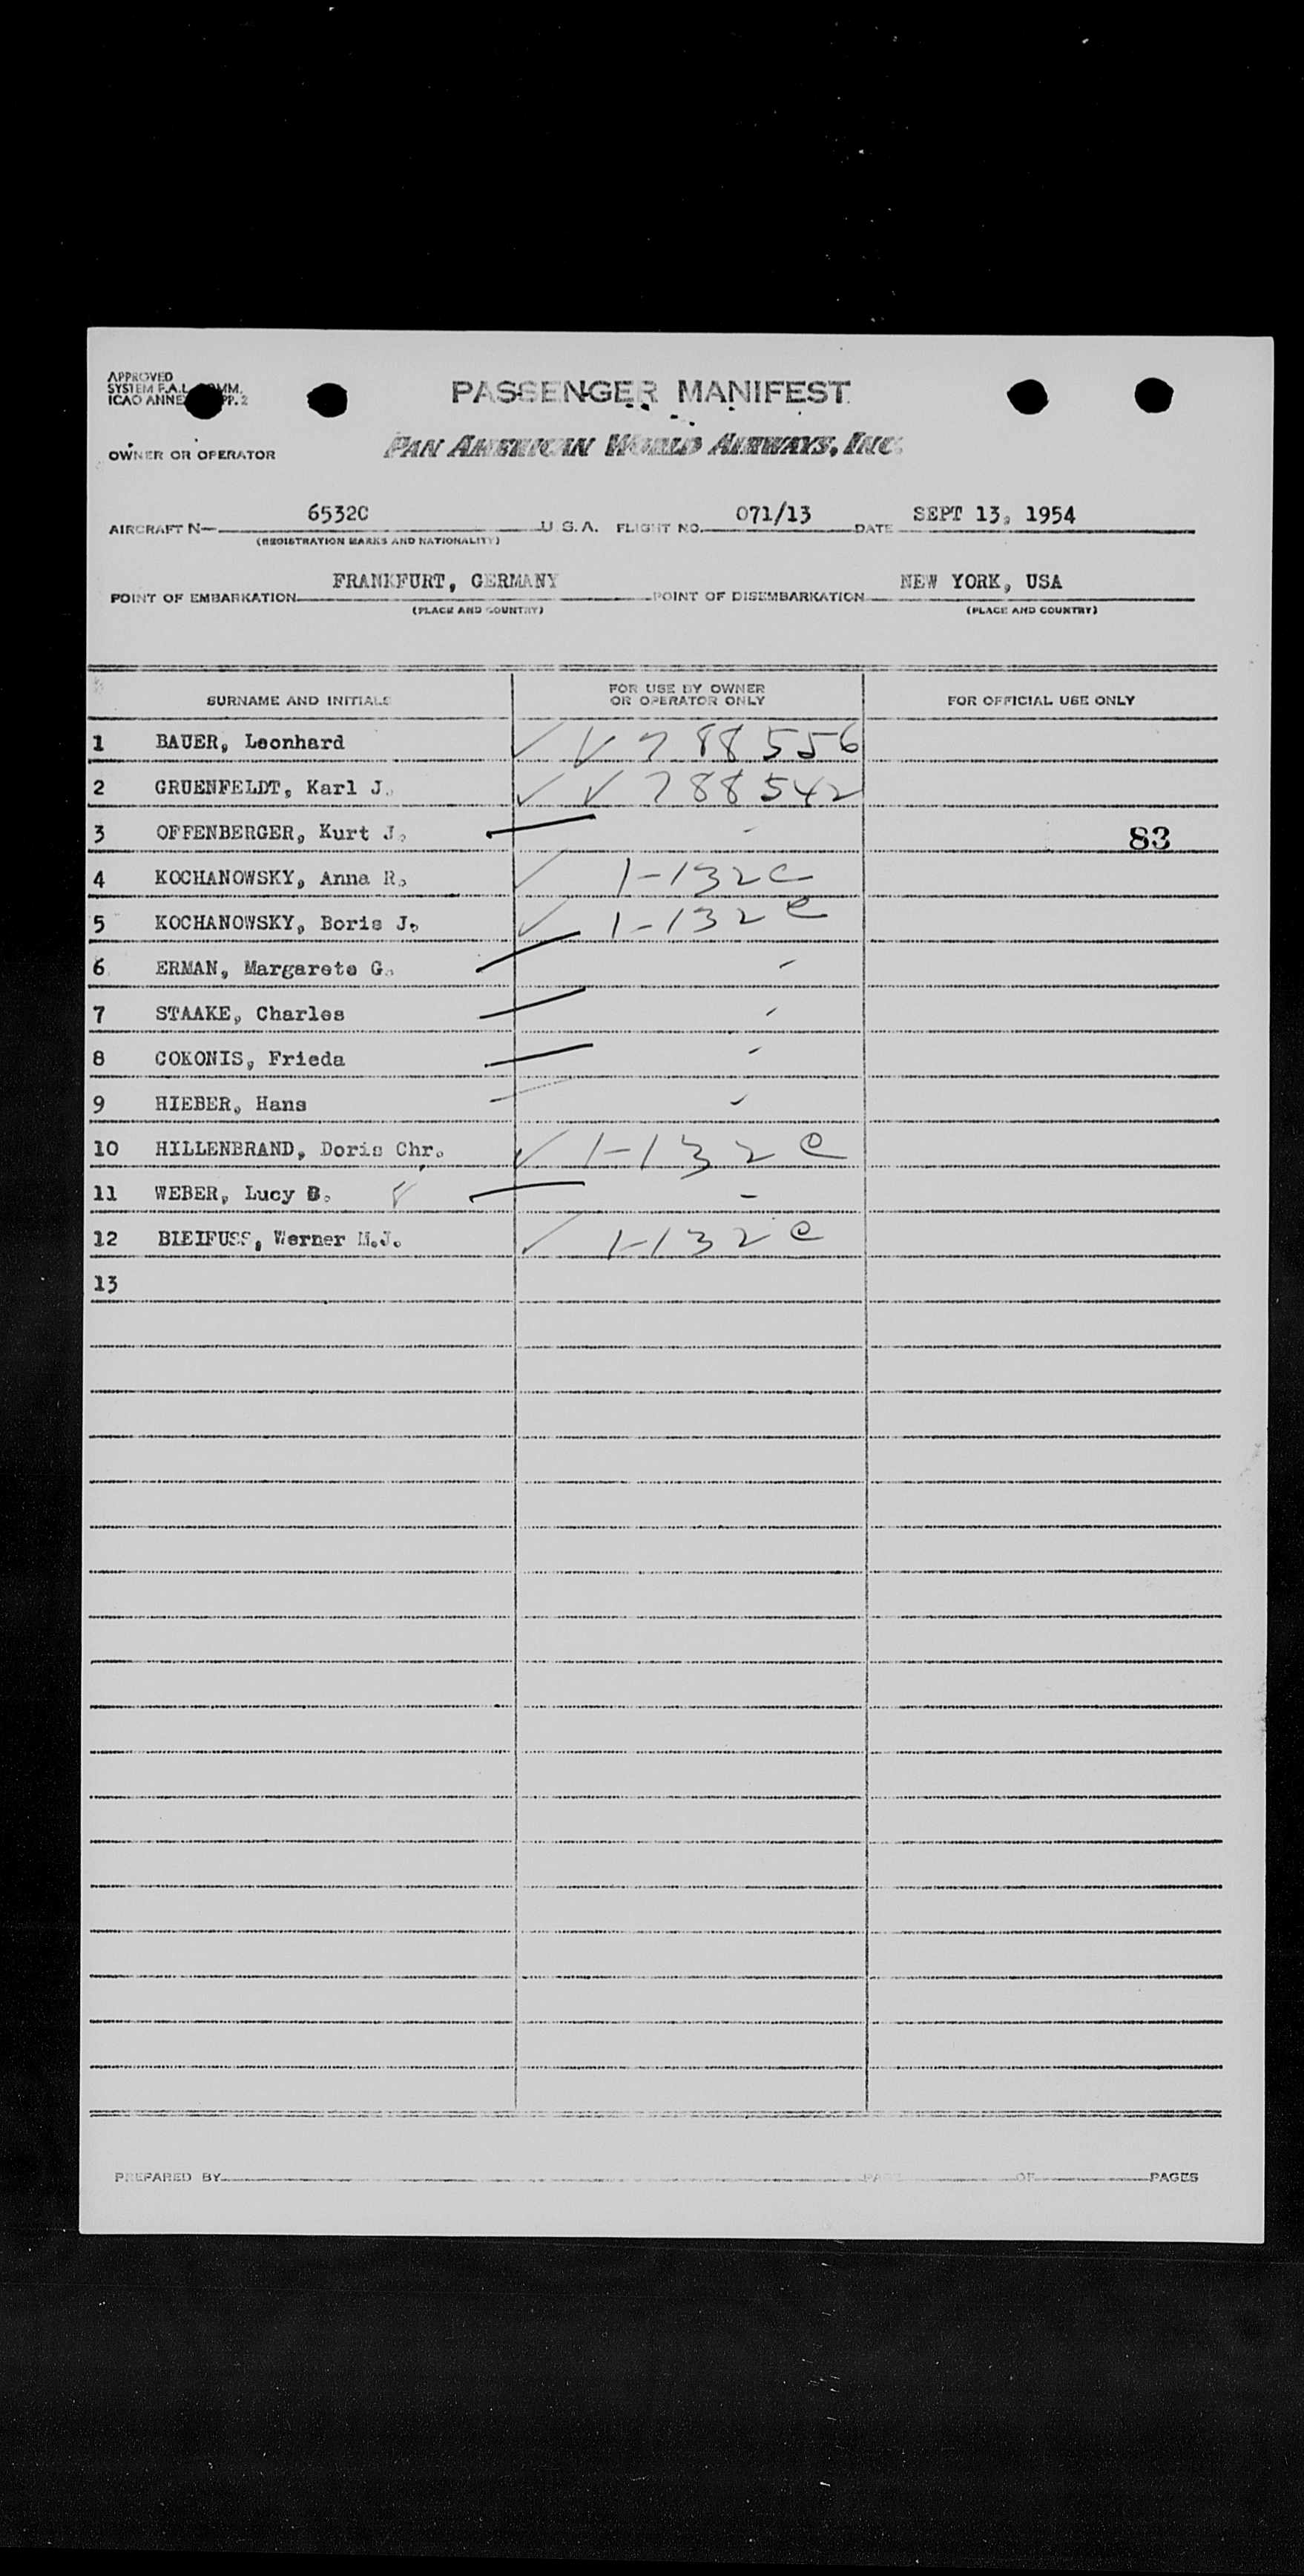 APPROVED
SYSTEM F.A.L. COMM.
ICAO ANNE PP. 2
PASSENGER MANIFEST
OWNER OR OPERATOR PAN AMERICAN WORLD AIRWAYS, INC.
AIRCRAFT N— 6532C U.S.A. FLIGHT NO. 071/13 DATE SEPT 13, 1954
(REGISTRATION MARKS AND NATIONALITY)
POINT OF EMBARKATION FRANKFURT, GERMANY POINT OF DISEMBARKATION NEW YORK, USA
(PLACE AND COUNTRY) (PLACE AND COUNTRY)
SURNAME AND INITIALS FOR USE BY OWNER OR OPERATOR ONLY FOR OFFICIAL USE ONLY
1 BAUER, Leonhard ✓ ✓ 788556
2 GRUENFELDT, Karl J. ✓ ✓ 788542
3 OFFENBERGER, Kurt J. — - 83
4 KOCHANOWSKY, Anna R. ✓ 1-132c
5 KOCHANOWSKY, Boris J. ✓ 1-132e
6 ERMAN, Margarete G. — -
7 STAAKE, Charles — -
8 COKONIS, Frieda — -
9 HIEBER, Hans — -
10 HILLENBRAND, Doris Chr. ✓ 1-132e
11 WEBER, Lucy B. — -
12 BLEIFUSS, Werner M.J. ✓ 1-132e
13
PREPARED BY PAGE OF PAGES